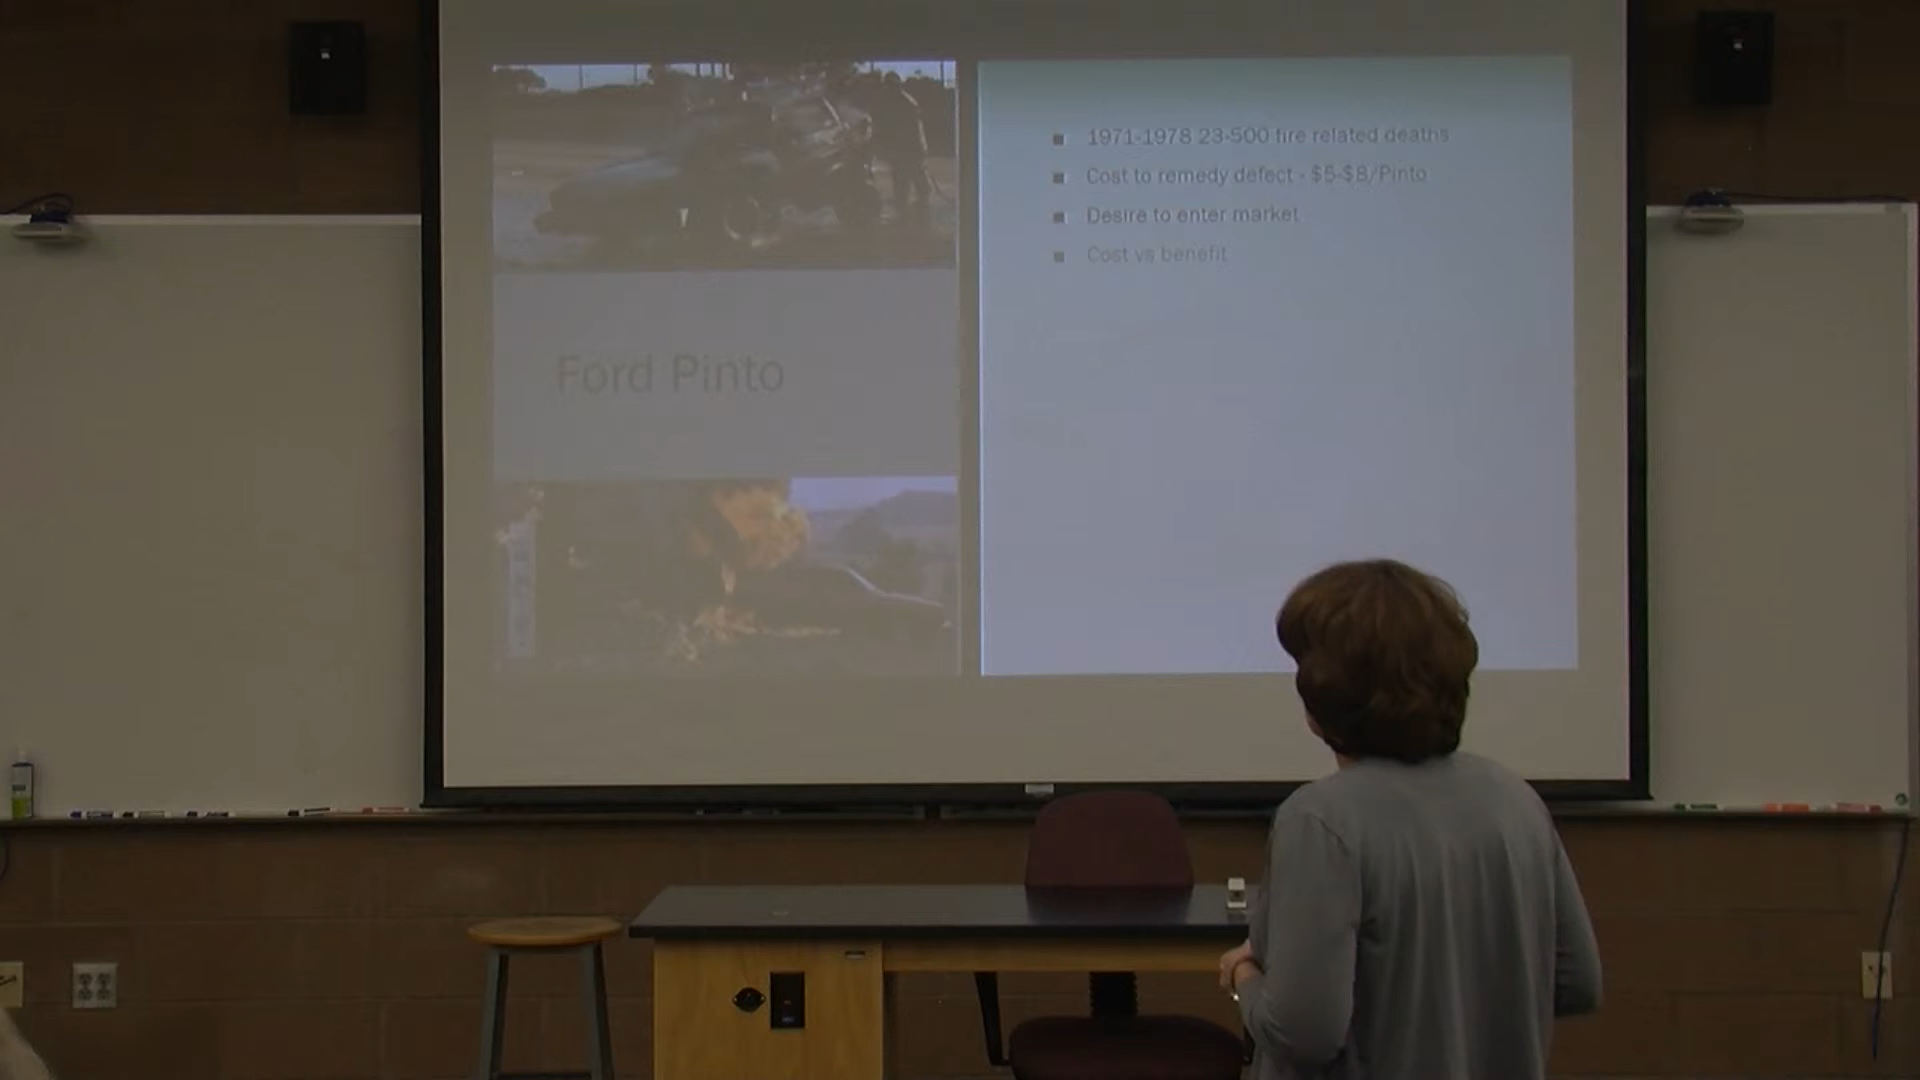 1971-1978 23-500 fire related deaths
Cost to remedy defect - $5-$8/Pinto
Desire to enter market
Cost vs benefit
Ford Pinto